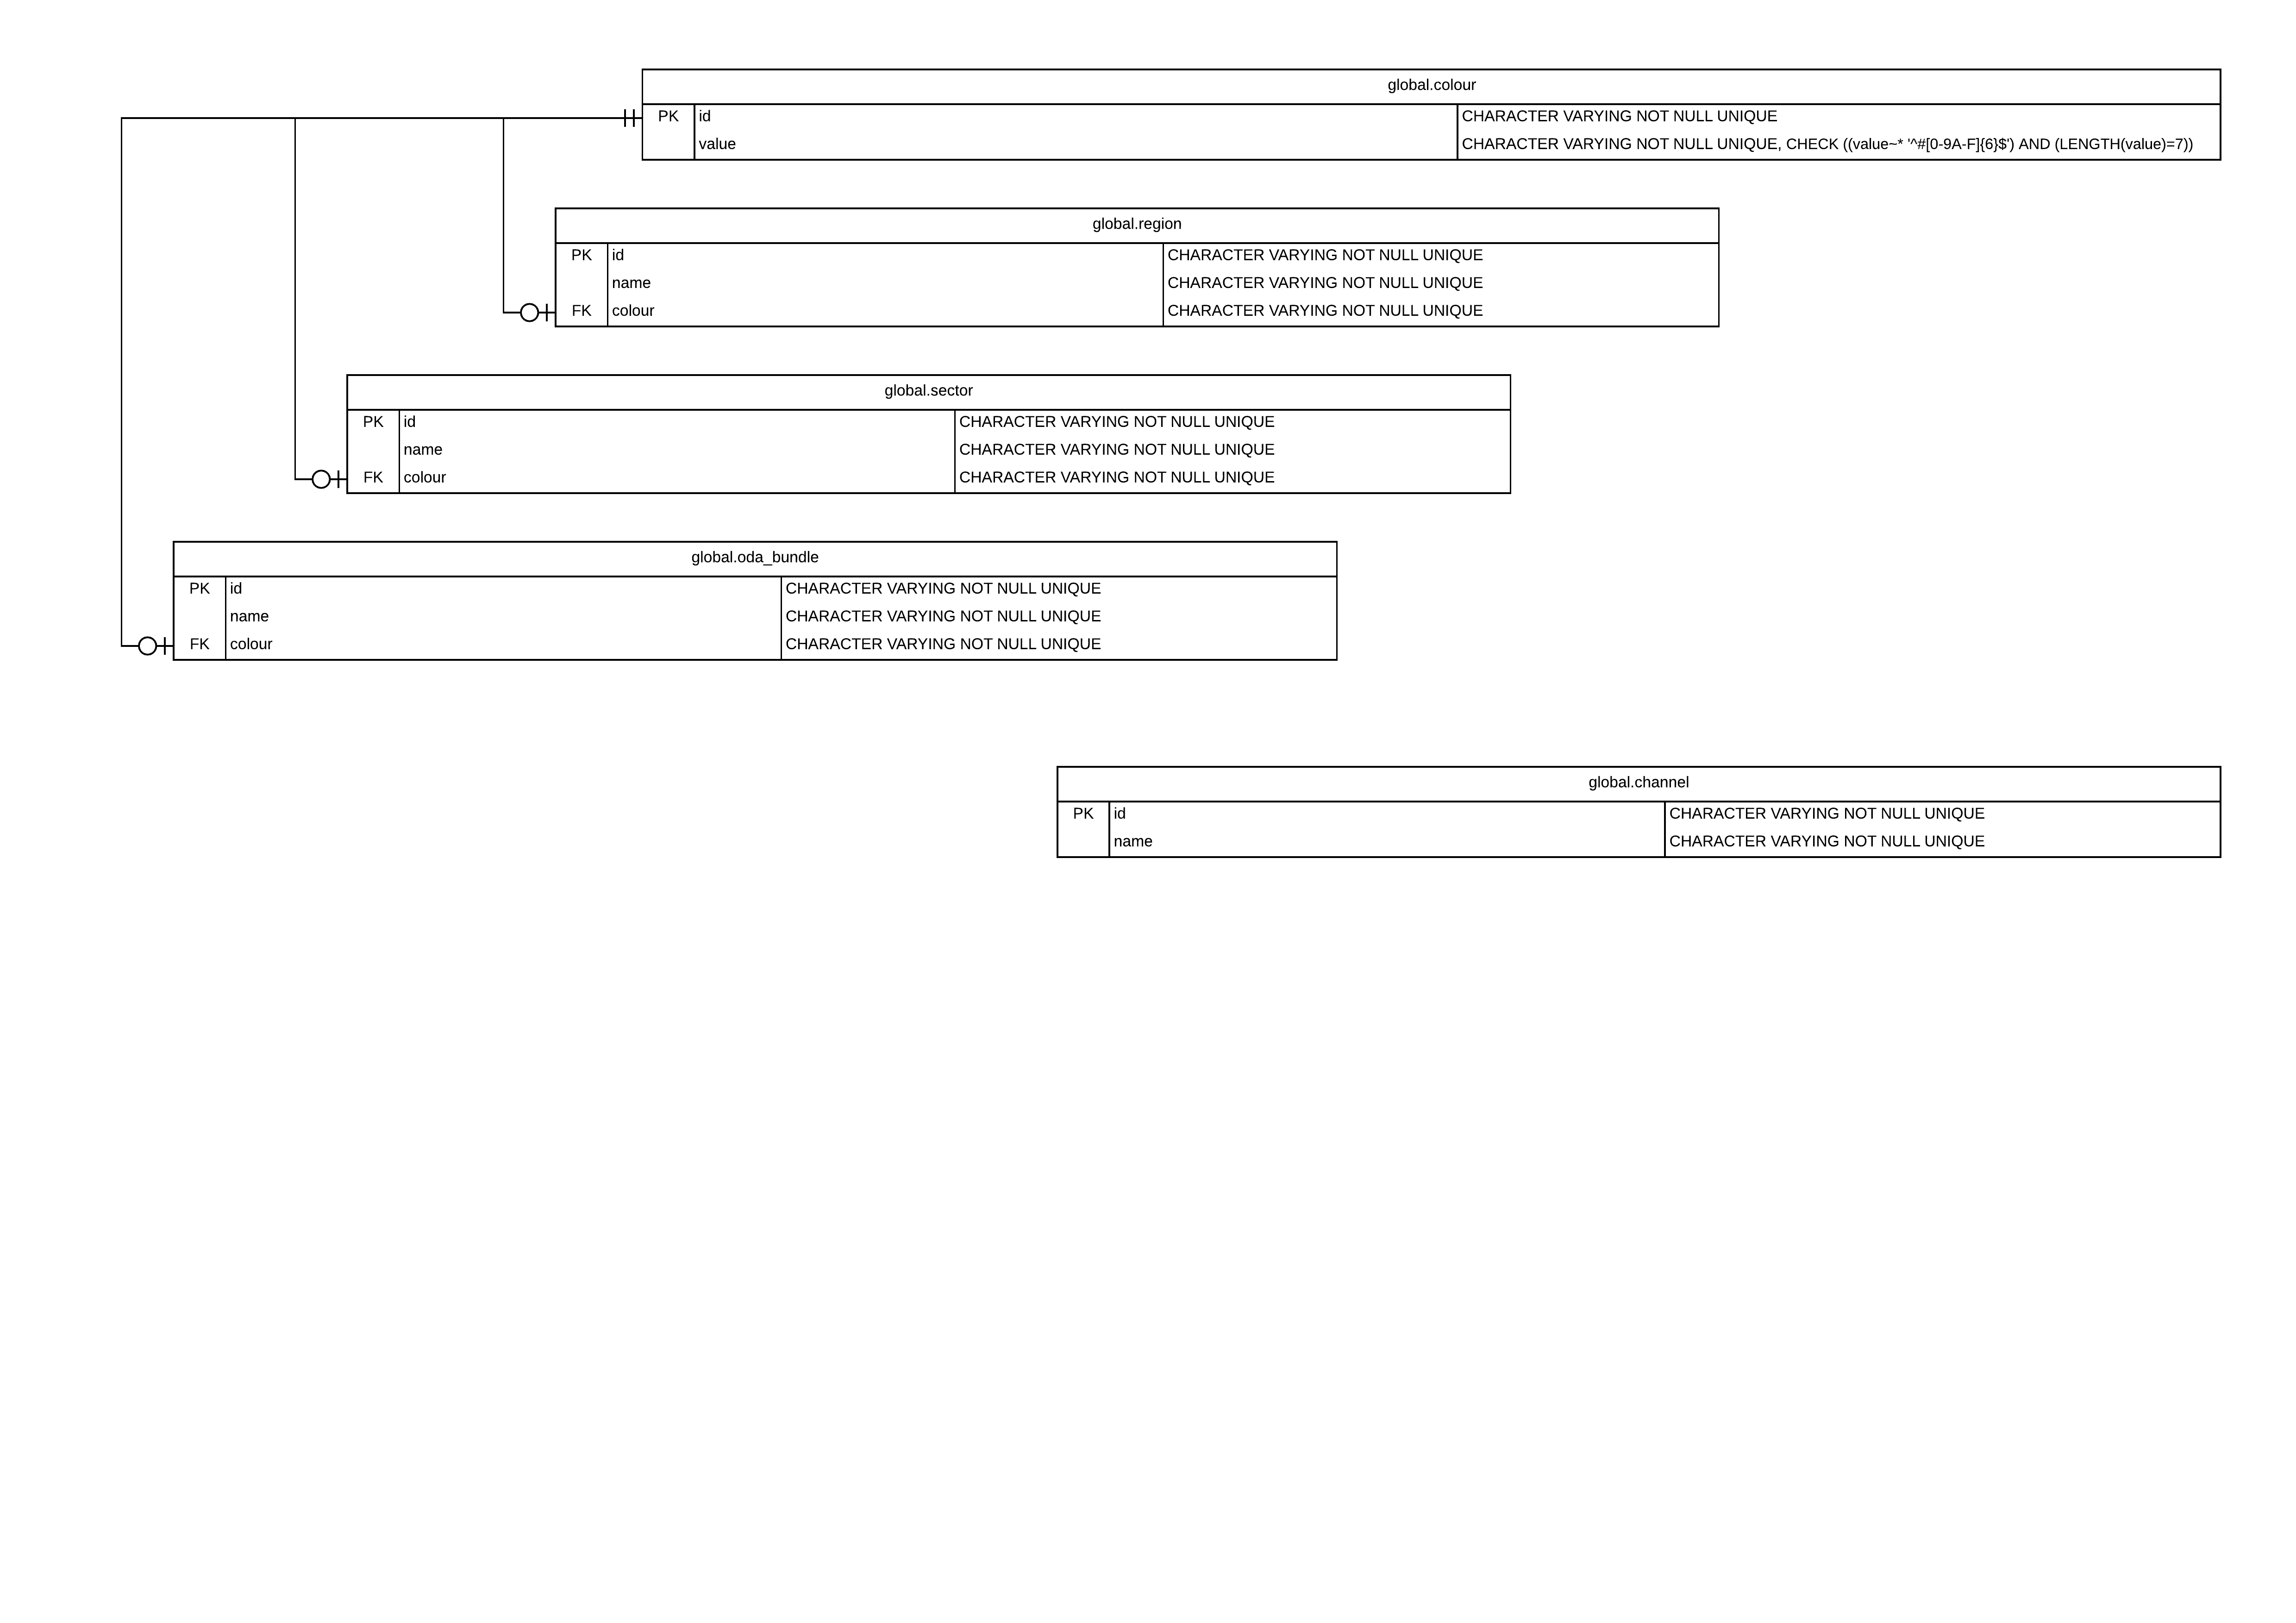 global.colour
PK id CHARACTER VARYING NOT NULL UNIQUE
value CHARACTER VARYING NOT NULL UNIQUE, CHECK ((value~* '^#[0-9A-F]{6}$') AND (LENGTH(value)=7))
global.region
PK id CHARACTER VARYING NOT NULL UNIQUE
name CHARACTER VARYING NOT NULL UNIQUE
FK colour CHARACTER VARYING NOT NULL UNIQUE
global.sector
PK id CHARACTER VARYING NOT NULL UNIQUE
name CHARACTER VARYING NOT NULL UNIQUE
FK colour CHARACTER VARYING NOT NULL UNIQUE
global.oda_bundle
PK id CHARACTER VARYING NOT NULL UNIQUE
name CHARACTER VARYING NOT NULL UNIQUE
FK colour CHARACTER VARYING NOT NULL UNIQUE
global.channel
PK id CHARACTER VARYING NOT NULL UNIQUE
name CHARACTER VARYING NOT NULL UNIQUE